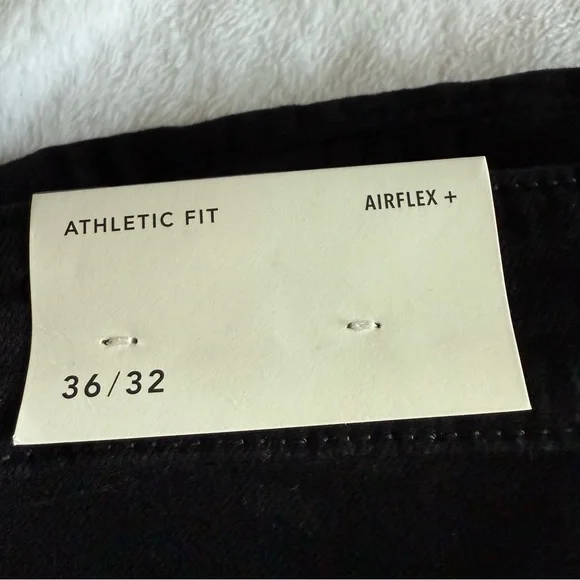 ATHLETIC FIT
AIRFLEX +
36/32